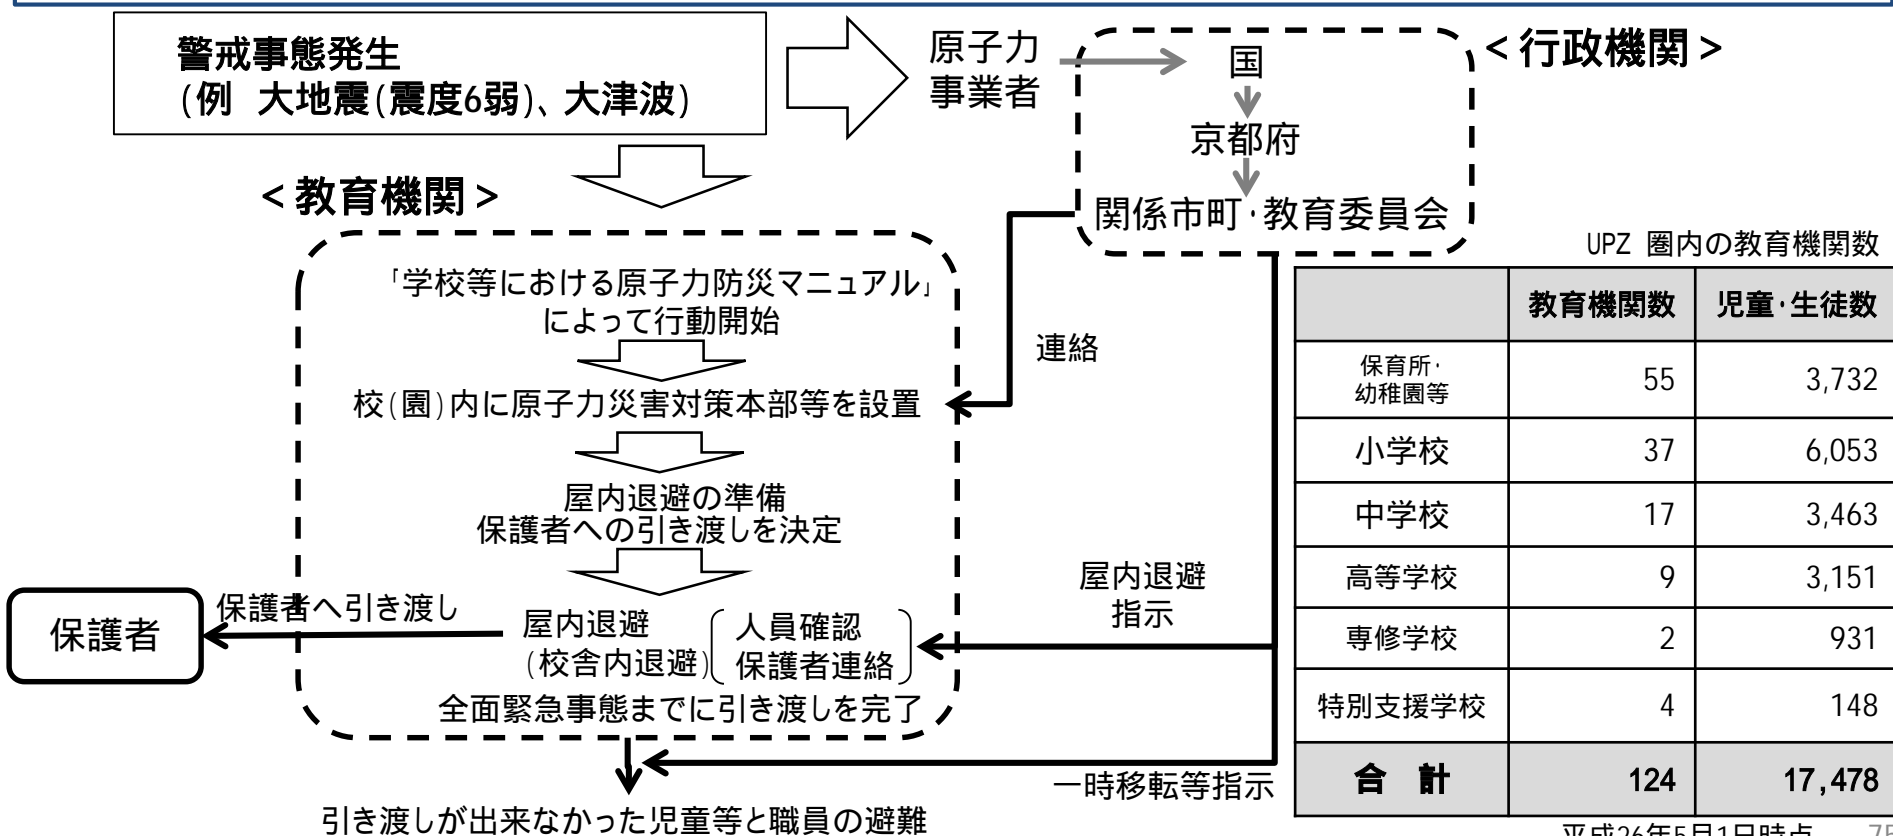 警戒事態発生
(例　大地震(震度6弱)、大津波)
原子力
事業者
国
京都府
関係市町･教育委員会
<行政機関>
<教育機関>
｢学校等における原子力防災マニュアル｣
によって行動開始
校(園)内に原子力災害対策本部等を設置
屋内退避の準備
保護者への引き渡しを決定
屋内退避
(校舎内退避)
人員確認
保護者連絡
全面緊急事態までに引き渡しを完了
保護者へ引き渡し
保護者
連絡
屋内退避
指示
一時移転等指示
引き渡しが出来なかった児童等と職員の避難
UPZ 圏内の教育機関数
教育機関数 児童･生徒数
保育所･
幼稚園等 55 3,732
小学校 37 6,053
中学校 17 3,463
高等学校 9 3,151
専修学校 2 931
特別支援学校 4 148
合　計 124 17,478
平成26年5月1日時点
75